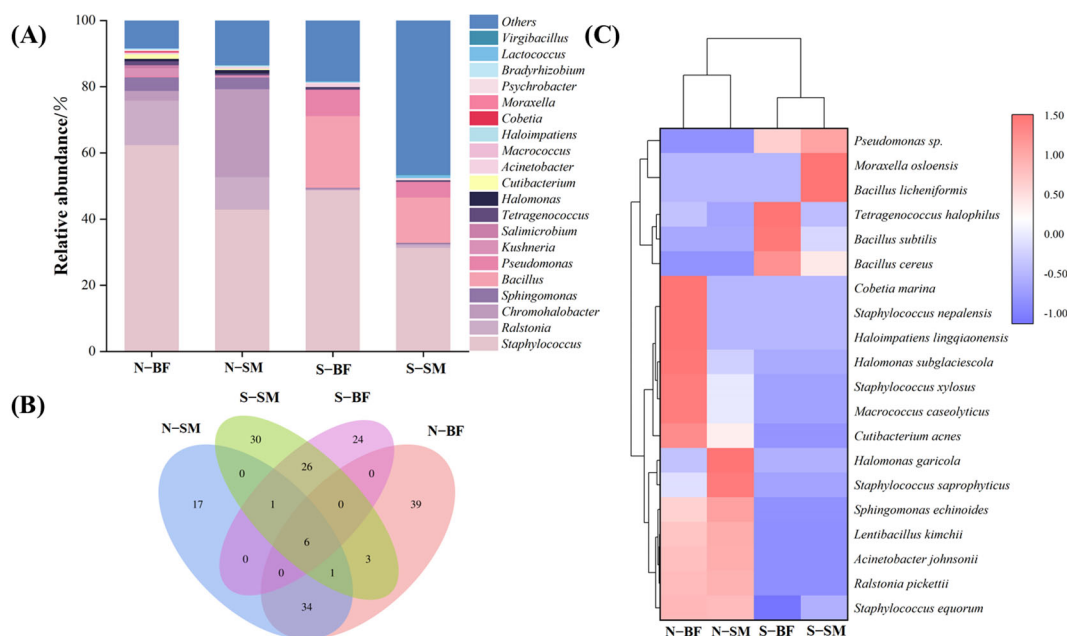 (A)
Relative abundance/%
100
80
60
40
20
0
N-BF
N-SM
S-BF
S-SM
Others
Virgibacillus
Lactococcus
Bradyrhizobium
Psychrobacter
Moraxella
Cobetia
Haloimpatiens
Macrococcus
Acinetobacter
Cutibacterium
Halomonas
Tetragenococcus
Salimicrobium
Kushneria
Pseudomonas
Bacillus
Sphingomonas
Chromohalobacter
Ralstonia
Staphylococcus
(B)
N-SM
S-SM
S-BF
N-BF
30
24
0
26
0
17
1
0
39
6
0
0
1
3
34
(C)
1.50
1.00
0.50
0.00
-0.50
-1.00
Pseudomonas sp.
Moraxella osloensis
Bacillus licheniformis
Tetragenococcus halophilus
Bacillus subtilis
Bacillus cereus
Cobetia marina
Staphylococcus nepalensis
Haloimpatiens lingqiaonensis
Halomonas subglaciescola
Staphylococcus xylosus
Macrococcus caseolyticus
Cutibacterium acnes
Halomonas garicola
Staphylococcus saprophyticus
Sphingomonas echinoides
Lentibacillus kimchii
Acinetobacter johnsonii
Ralstonia pickettii
Staphylococcus equorum
N-BF
N-SM
S-BF
S-SM